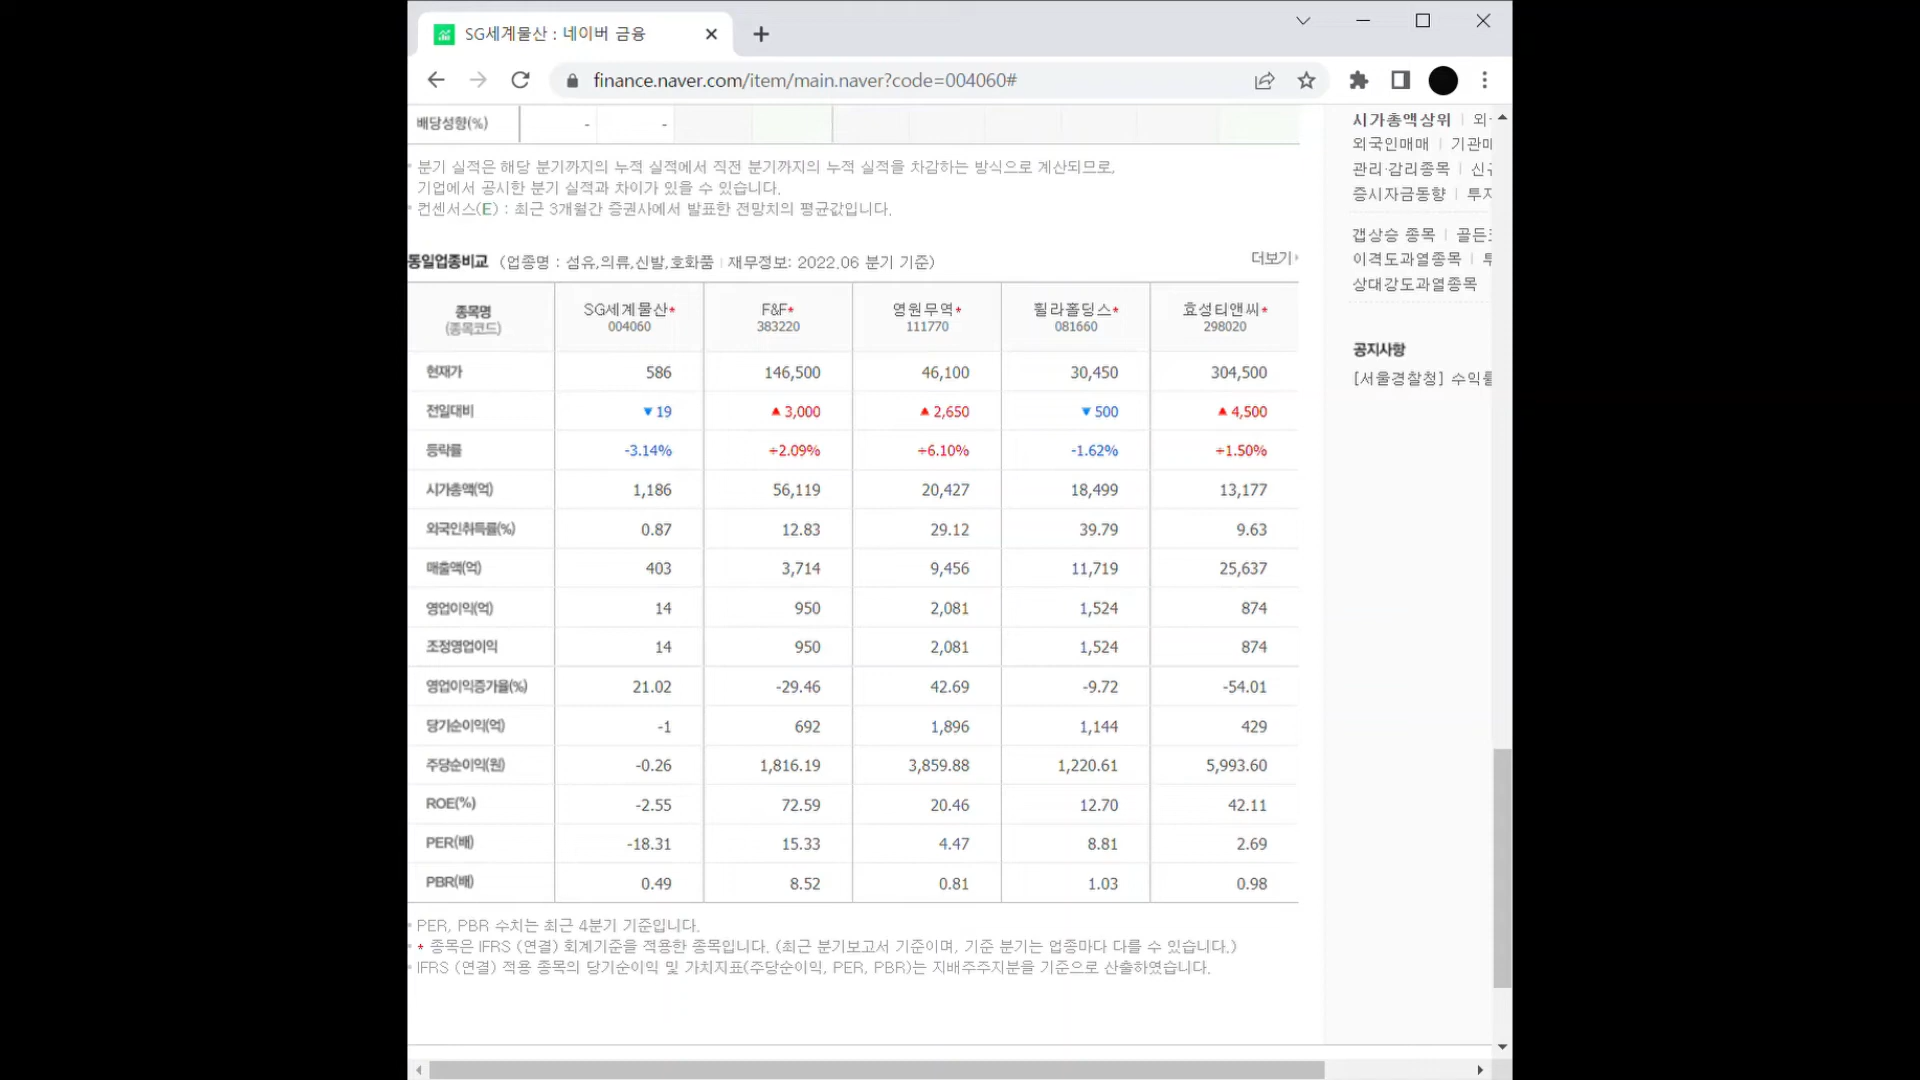 SG세계물산 : 네이버 금융
finance.naver.com/item/main.naver?code=004060#
배당성향(%) - -
분기 실적은 해당 분기까지의 누적 실적에서 직전 분기까지의 누적 실적을 차감하는 방식으로 계산되므로,
기업에서 공시한 분기 실적과 차이가 있을 수 있습니다.
컨센서스(E) : 최근 3개월간 증권사에서 발표한 전망치의 평균값입니다.
동일업종비교 (업종명 : 섬유,의류,신발,호화품 | 재무정보: 2022.06 분기 기준) 더보기
종목명 SG세계물산* F&F* 영원무역* 휠라홀딩스* 효성티앤씨*
(종목코드) 004060 383220 111770 081660 298020
현재가 586 146,500 46,100 30,450 304,500
전일대비 ▼19 ▲3,000 ▲2,650 ▼500 ▲4,500
등락률 -3.14% +2.09% +6.10% -1.62% +1.50%
시가총액(억) 1,186 56,119 20,427 18,499 13,177
외국인취득률(%) 0.87 12.83 29.12 39.79 9.63
매출액(억) 403 3,714 9,456 11,719 25,637
영업이익(억) 14 950 2,081 1,524 874
조정영업이익 14 950 2,081 1,524 874
영업이익증가율(%) 21.02 -29.46 42.69 -9.72 -54.01
당기순이익(억) -1 692 1,896 1,144 429
주당순이익(원) -0.26 1,816.19 3,859.88 1,220.61 5,993.60
ROE(%) -2.55 72.59 20.46 12.70 42.11
PER(배) -18.31 15.33 4.47 8.81 2.69
PBR(배) 0.49 8.52 0.81 1.03 0.98
PER, PBR 수치는 최근 4분기 기준입니다.
* 종목은 IFRS (연결) 회계기준을 적용한 종목입니다. (최근 분기보고서 기준이며, 기준 분기는 업종마다 다를 수 있습니다.)
IFRS (연결) 적용 종목의 당기순이익 및 가치지표(주당순이익, PER, PBR)는 지배주주지분을 기준으로 산출하였습니다.
시가총액상위 | 외
외국인매매 | 기관
관리·감리종목 | 신
증시자금동향 | 투
갭상승 종목 | 골든
이격도과열종목 | 투
상대강도과열종목
공지사항
[서울경찰청] 수익